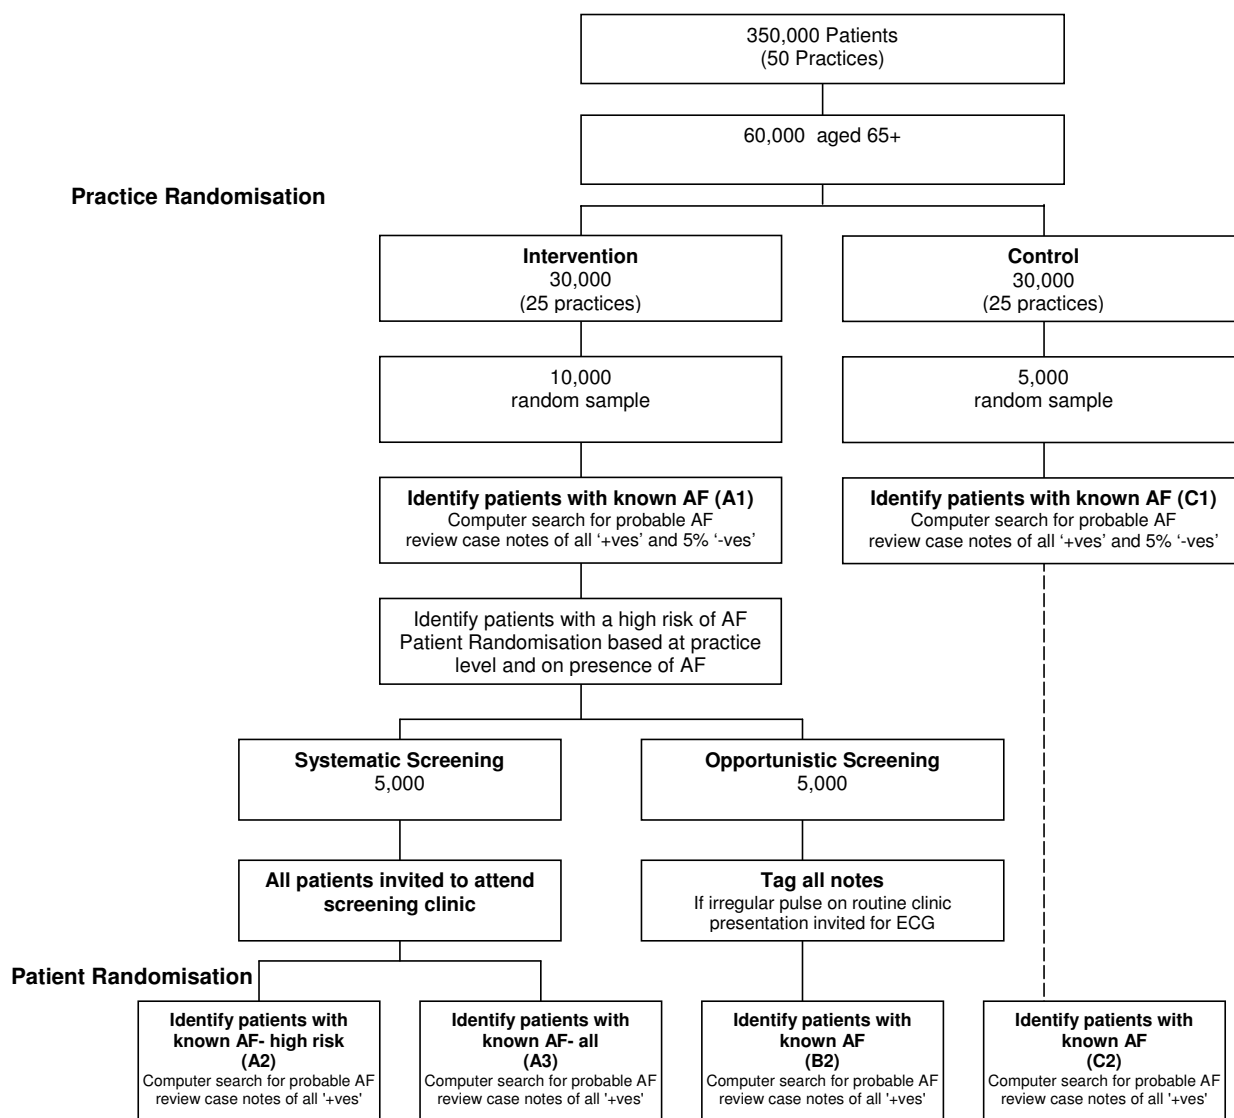 350,000 Patients
(50 Practices)
60,000  aged 65+
Practice Randomisation
Intervention
30,000
(25 practices)
Control
30,000
(25 practices)
10,000
random sample
5,000
random sample
Identify patients with known AF (A1)
Computer search for probable AF
review case notes of all ‘+ves’ and 5% ‘-ves’
Identify patients with known AF (C1)
Computer search for probable AF
review case notes of all ‘+ves’ and 5% ‘-ves’
Identify patients with a high risk of AF
Patient Randomisation based at practice
level and on presence of AF
Systematic Screening
5,000
Opportunistic Screening
5,000
All patients invited to attend
screening clinic
Tag all notes
If irregular pulse on routine clinic
presentation invited for ECG
Patient Randomisation
Identify patients with
known AF- high risk
(A2)
Computer search for probable AF
review case notes of all '+ves'
Identify patients with
known AF- all
(A3)
Computer search for probable AF
review case notes of all '+ves'
Identify patients with
known AF
(B2)
Computer search for probable AF
review case notes of all '+ves'
Identify patients with
known AF
(C2)
Computer search for probable AF
review case notes of all '+ves'